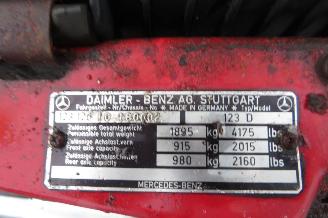 DAIMLER - BENZ AG. STUTTGART
Fahrgestell - Nr/Chassis - No ★ MADE IN GERMANY ★ Typ/Model
123 D
Zulässiges Gesamtgewicht
Permissible total weight 1895 kg 4175 lbs
Zulässige Achslast vorn
Front axle capacity 915 kg 2015 lbs
Zulässige Achslast hinten
Rear axle capacity 980 kg 2160 lbs
MERCEDES-BENZ